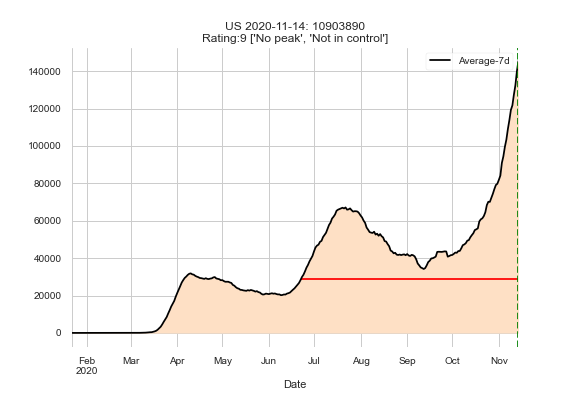 US 2020-11-14: 10903890
Rating:9 ['No peak', 'Not in control']
Average-7d
140000
120000
100000
80000
60000
40000
20000
0
Feb Mar Apr May Jun Jul Aug Sep Oct Nov
2020
Date